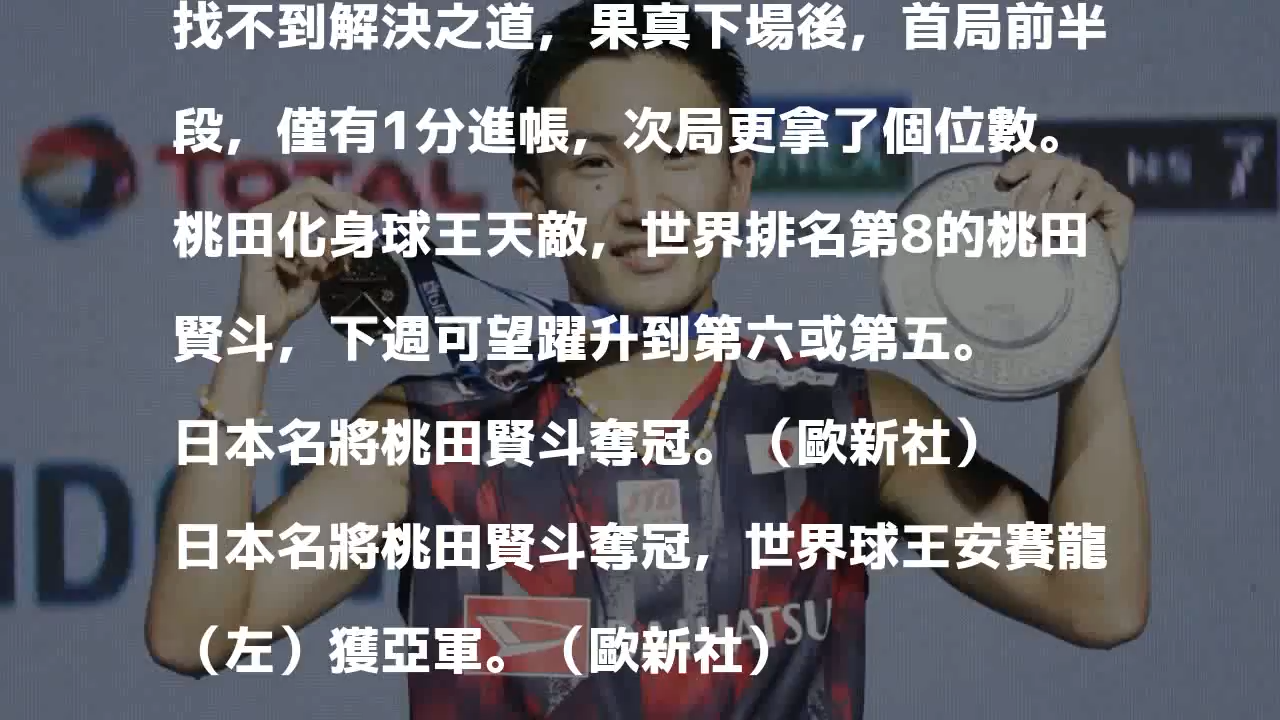 找不到解決之道，果真下場後，首局前半
段，僅有1分進帳，次局更拿了個位數。
桃田化身球王天敵，世界排名第8的桃田
賢斗，下週可望躍升到第六或第五。
日本名將桃田賢斗奪冠。（歐新社）
日本名將桃田賢斗奪冠，世界球王安賽龍
（左）獲亞軍。（歐新社）
TOTAL
7
DAIHATSU